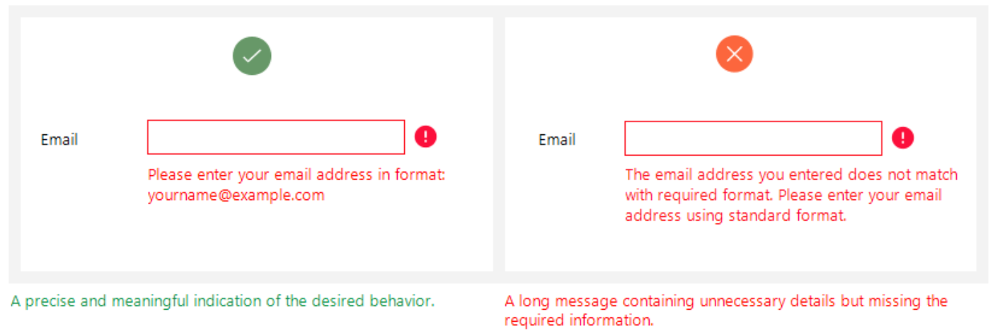 Email
Please enter your email address in format:
yourname@example.com
A precise and meaningful indication of the desired behavior.
Email
The email address you entered does not match
with required format. Please enter your email
address using standard format.
A long message containing unnecessary details but missing the
required information.